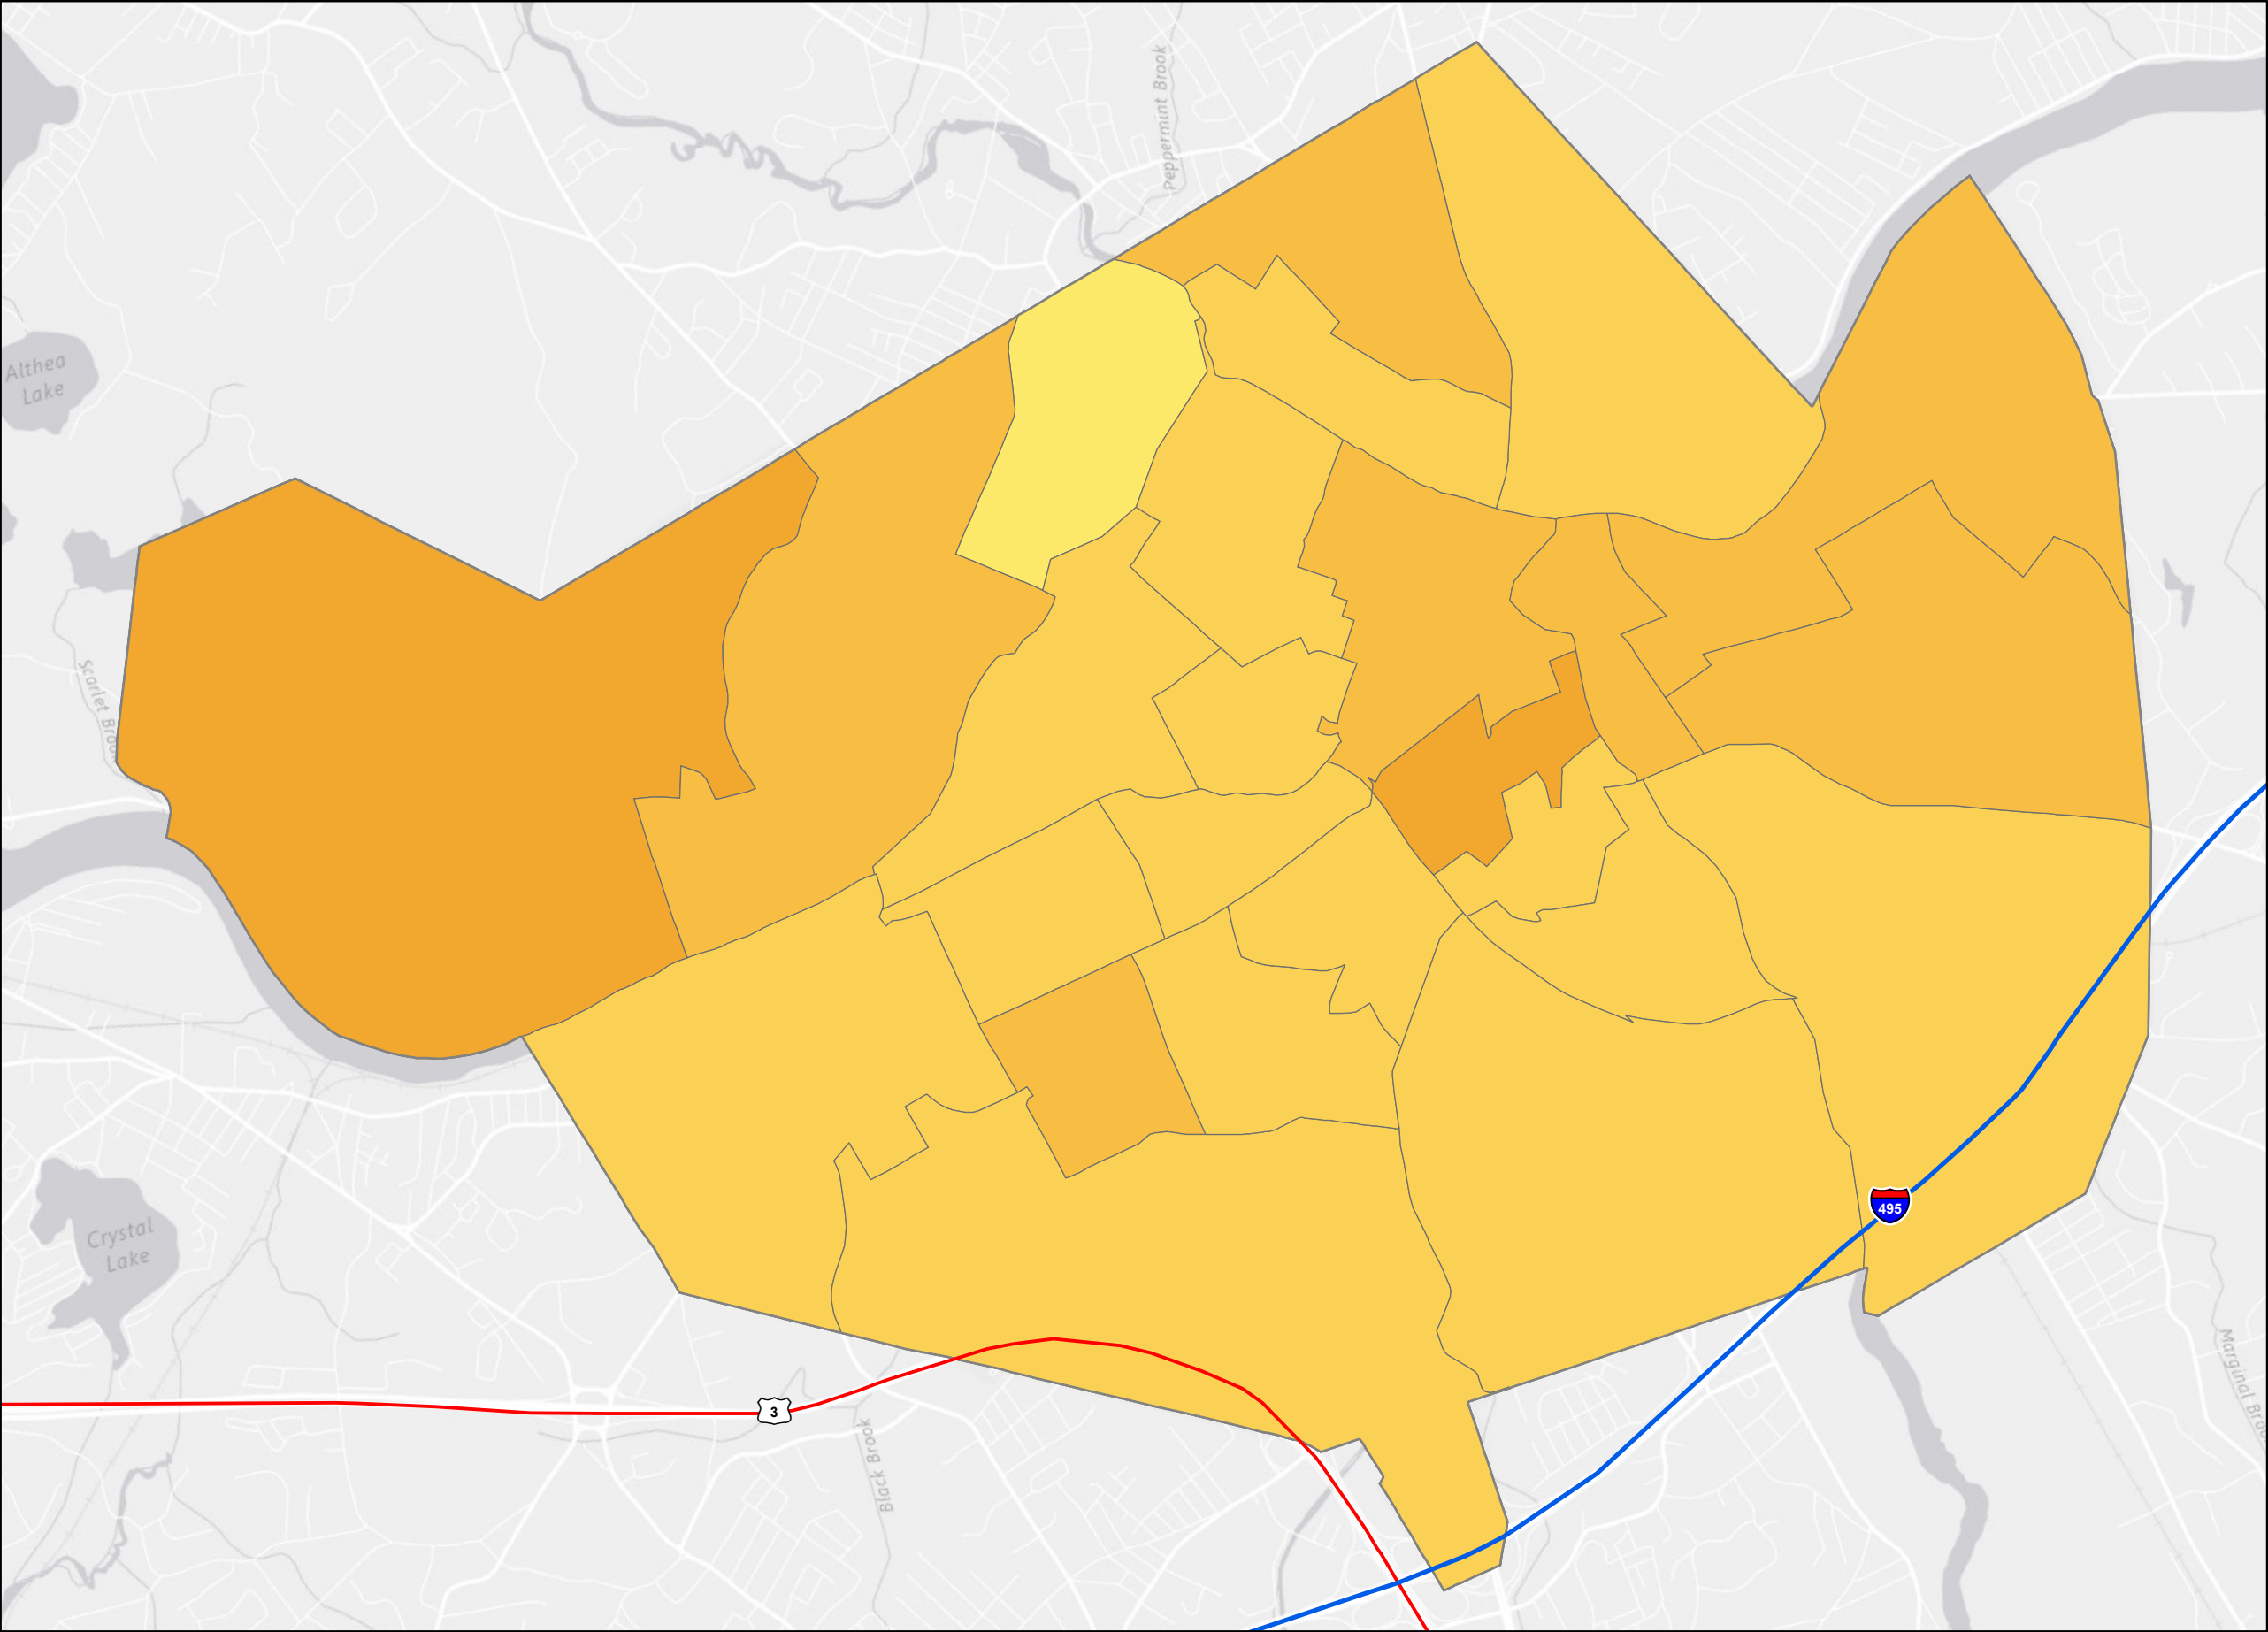 Peppermint Brook
Althea
Lake
Scarlet Broo
Crystal
Lake
495
3
Black Brook
Marginal Bro